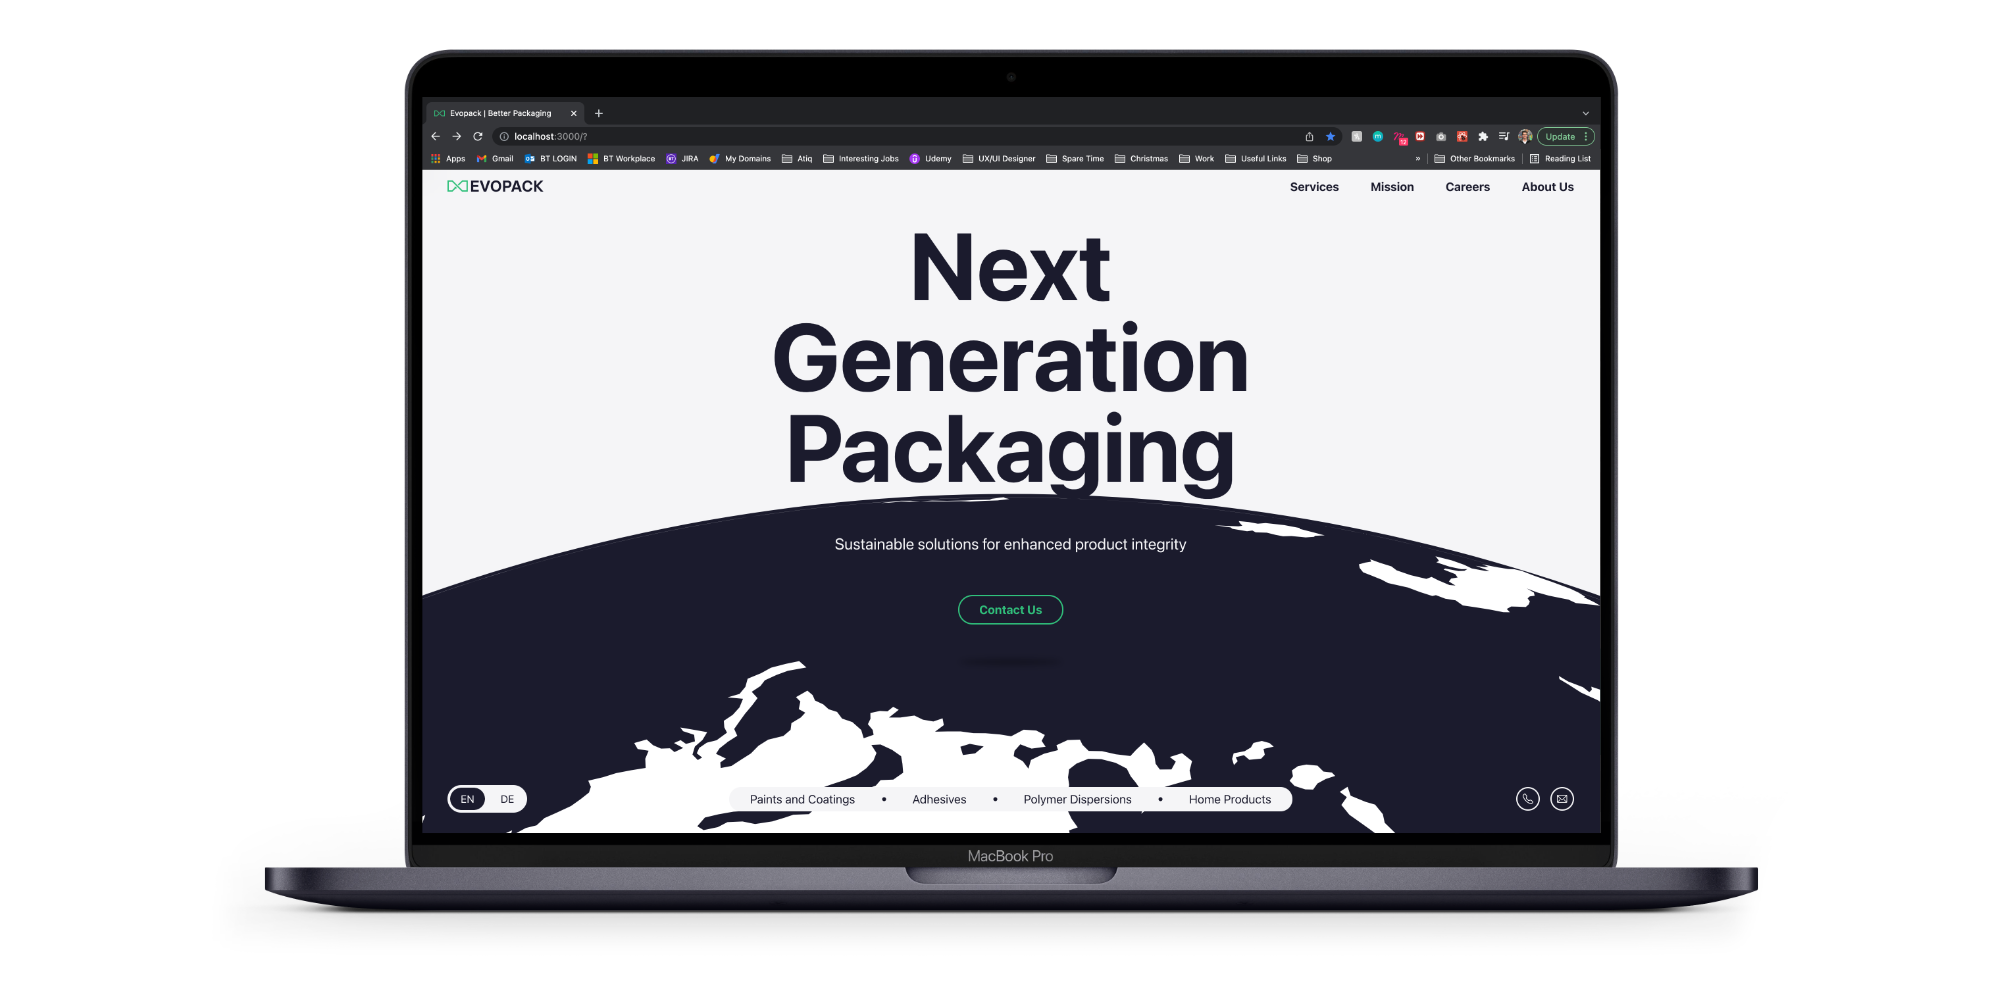 Evopack | Better Packaging
localhost:3000/?
Update
Apps Gmail BT LOGIN BT Workplace JIRA My Domains Atiq Interesting Jobs Udemy UX/UI Designer Spare Time Christmas Work Useful Links Shop » Other Bookmarks Reading List
EVOPACK Services Mission Careers About Us
Next
Generation
Packaging
Sustainable solutions for enhanced product integrity
Contact Us
EN DE Paints and Coatings • Adhesives • Polymer Dispersions • Home Products
MacBook Pro